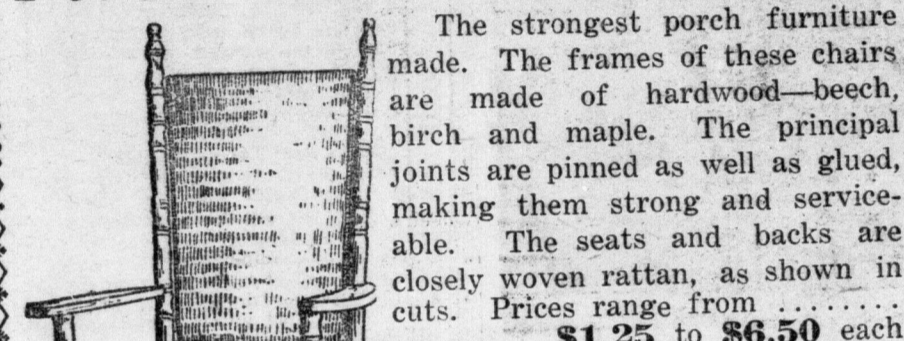 The strongest porch furniture
made. The frames of these chairs
are made of hardwood—beech,
birch and maple. The principal
joints are pinned as well as glued,
making them strong and service-
able. The seats and backs are
closely woven rattan, as shown in
cuts. Prices range from ........
$1.25 to $6.50 each